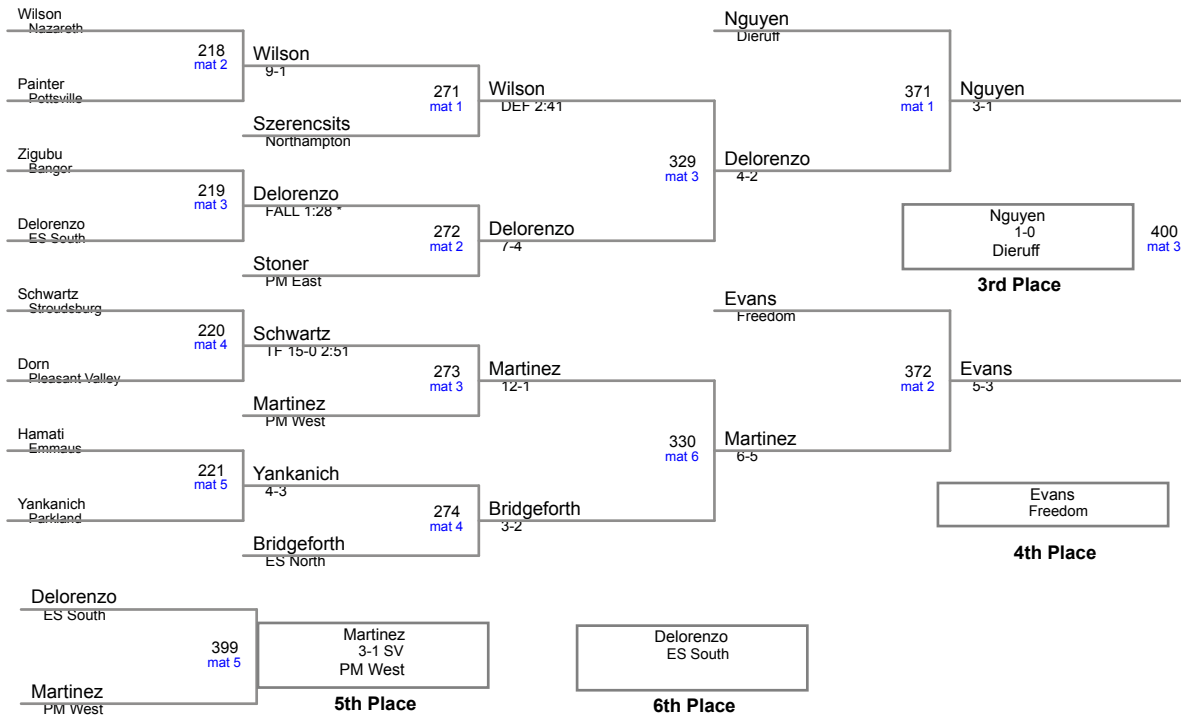 Wilson
Nazareth
218
mat 2
Painter
Pottsville
Zigubu
Bangor
219
mat 3
Delorenzo
ES South
Schwartz
Stroudsburg
220
mat 4
Dorn
Pleasant Valley
Hamati
Emmaus
221
mat 5
Yankanich
Parkland
Wilson
9-1
271
mat 1
Szerencsits
Northampton
Delorenzo
FALL 1:28 *
272
mat 2
Stoner
PM East
Schwartz
TF 15-0 2:51
273
mat 3
Martinez
PM West
Yankanich
4-3
274
mat 4
Bridgeforth
ES North
Wilson
DEF 2:41
329
mat 3
Delorenzo
7-4
Martinez
12-1
330
mat 6
Bridgeforth
3-2
Nguyen
Dieruff
371
mat 1
Delorenzo
4-2
Evans
Freedom
372
mat 2
Martinez
6-5
Nguyen
3-1
Nguyen
1-0
Dieruff
400
mat 3
3rd Place
Evans
5-3
Evans
Freedom
4th Place
Delorenzo
ES South
399
mat 5
Martinez
PM West
Martinez
3-1 SV
PM West
5th Place
Delorenzo
ES South
6th Place